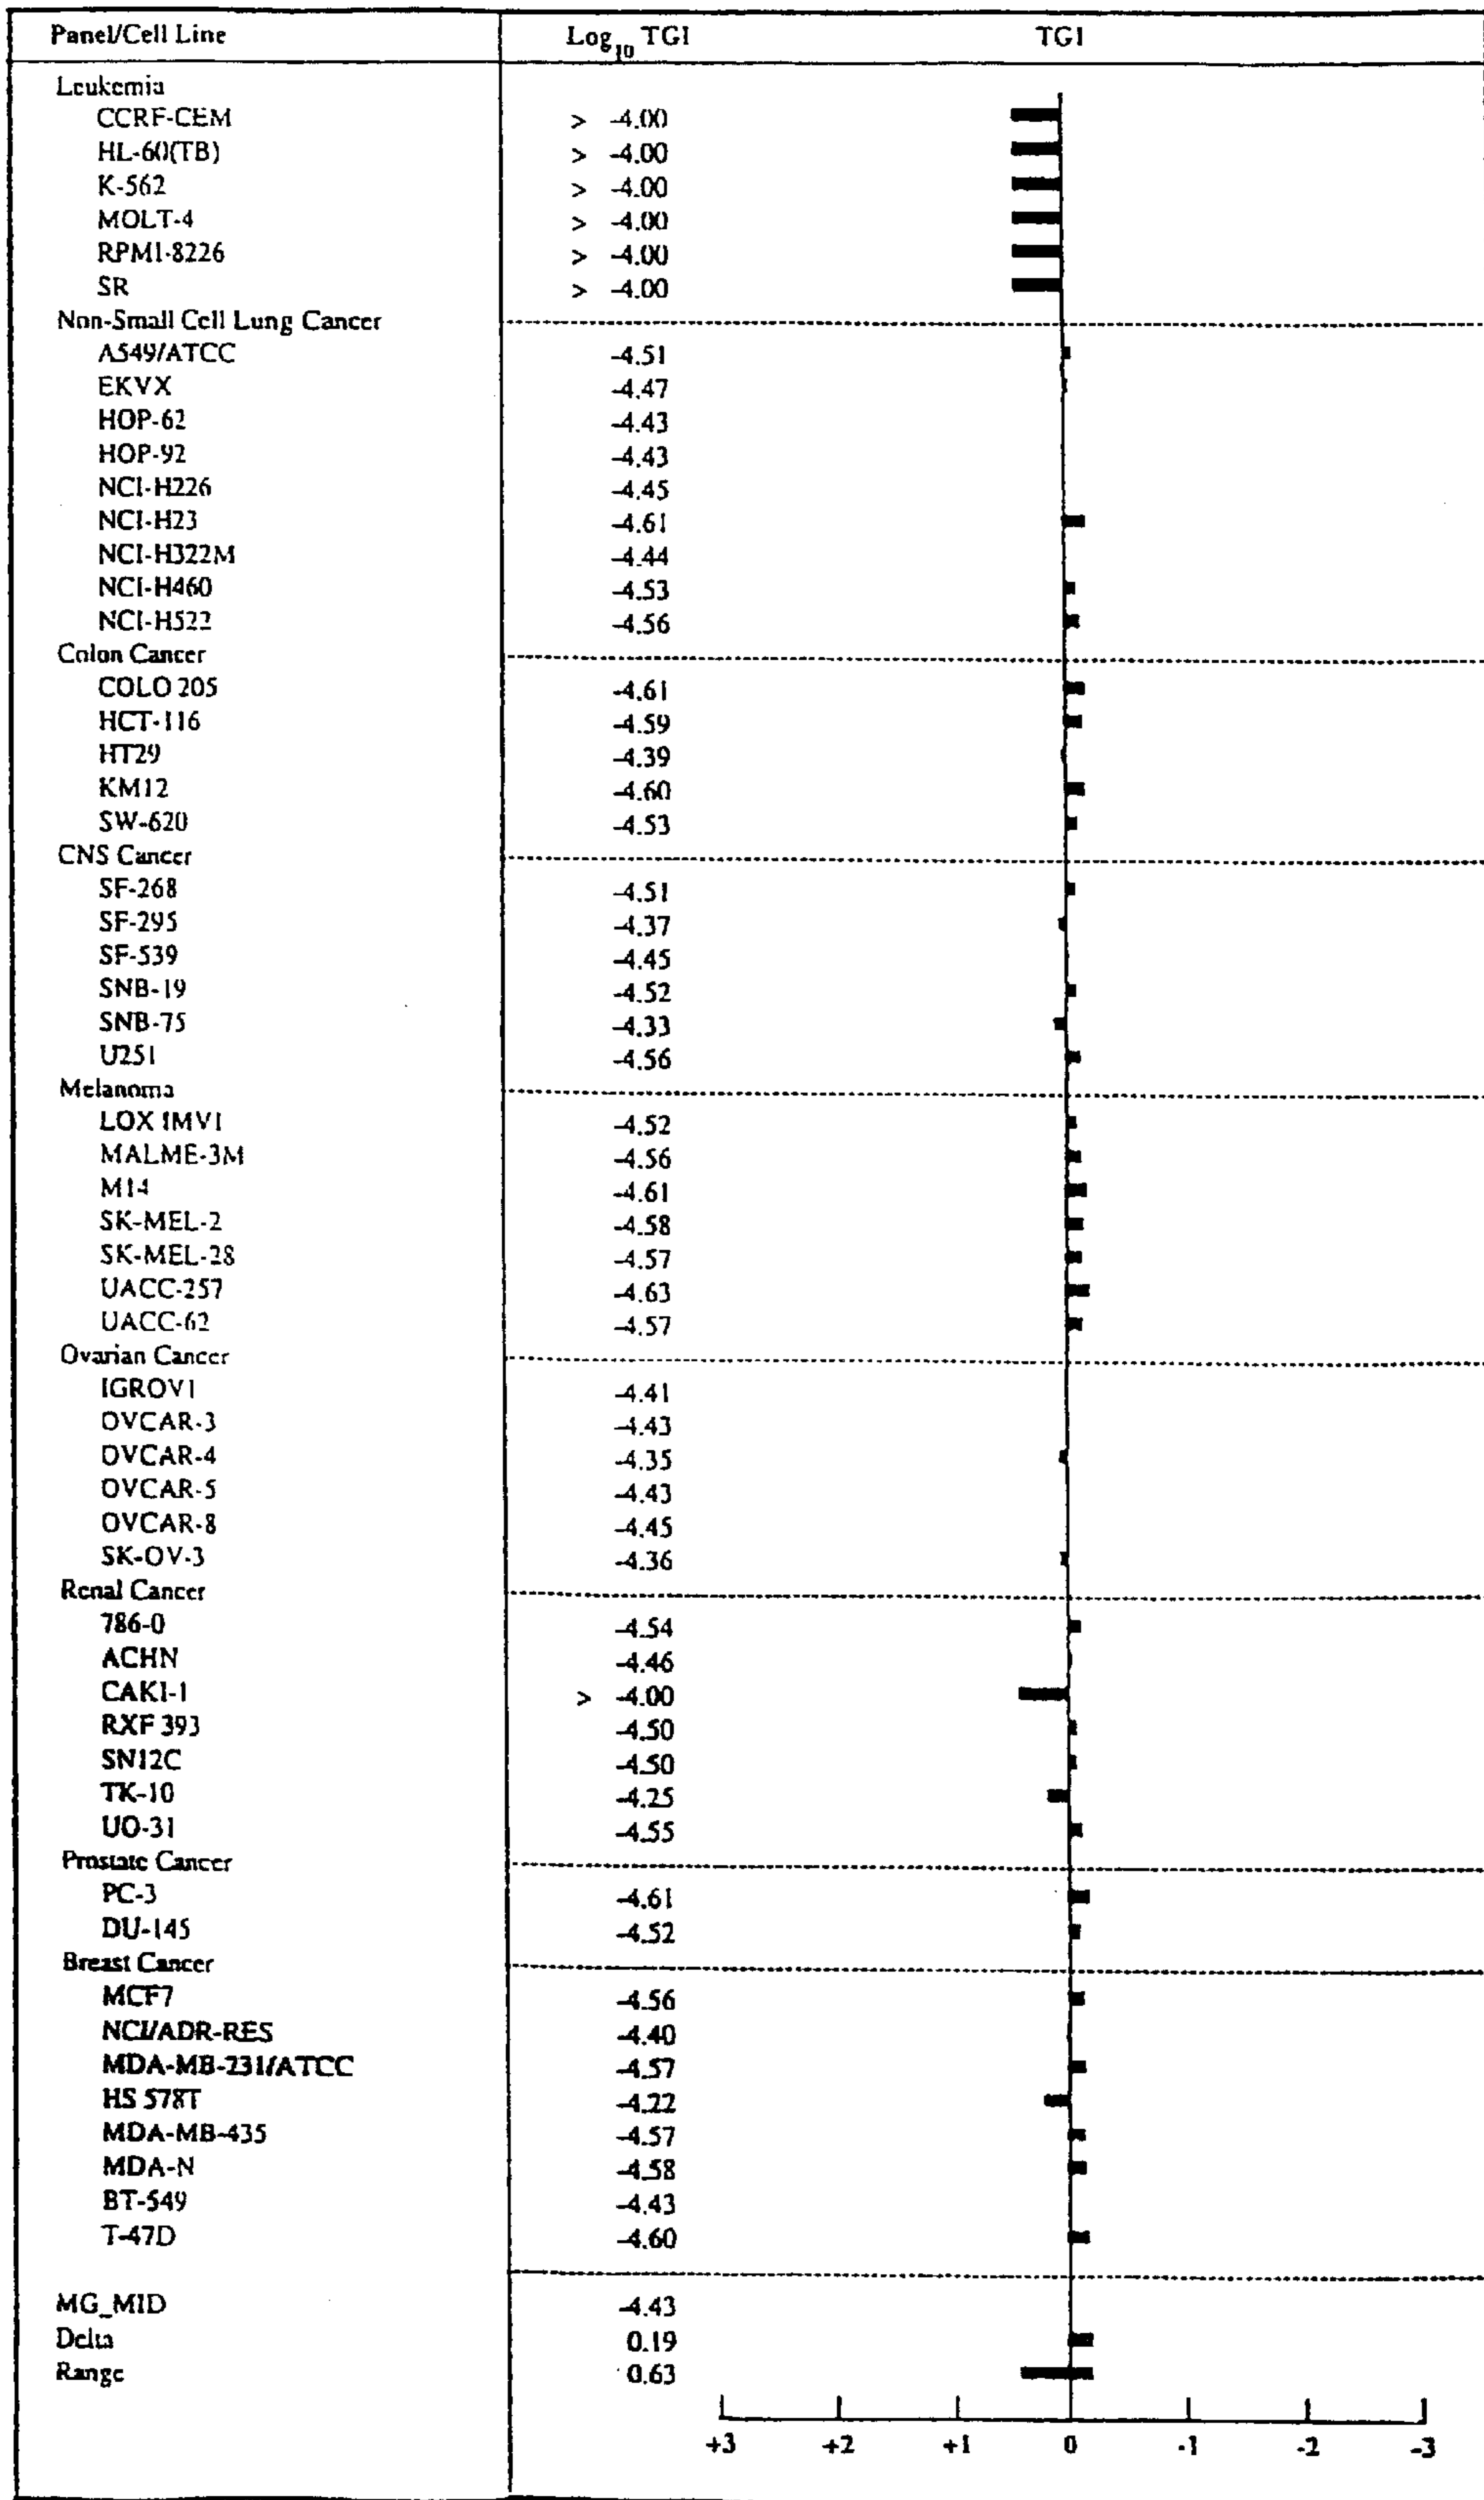 Panel/Cell Line Log10 TGI TGI
Leukemia
CCRF-CEM > -4.00
HL-60(TB) > -4.00
K-562 > -4.00
MOLT-4 > -4.00
RPMI-8226 > -4.00
SR > -4.00
Non-Small Cell Lung Cancer
A549/ATCC -4.51
EKVX -4.47
HOP-62 -4.43
HOP-92 -4.43
NCI-H226 -4.45
NCI-H23 -4.61
NCI-H322M -4.44
NCI-H460 -4.53
NCI-H522 -4.56
Colon Cancer
COLO 205 -4.61
HCT-116 -4.59
HT29 -4.39
KM12 -4.60
SW-620 -4.53
CNS Cancer
SF-268 -4.51
SF-295 -4.37
SF-539 -4.45
SNB-19 -4.52
SNB-75 -4.33
U251 -4.56
Melanoma
LOX IMVI -4.52
MALME-3M -4.56
M14 -4.61
SK-MEL-2 -4.58
SK-MEL-28 -4.57
UACC-257 -4.63
UACC-62 -4.57
Ovarian Cancer
IGROV1 -4.41
OVCAR-3 -4.43
OVCAR-4 -4.35
OVCAR-5 -4.43
OVCAR-8 -4.45
SK-OV-3 -4.36
Renal Cancer
786-0 -4.54
ACHN -4.46
CAKI-1 > -4.00
RXF 393 -4.50
SN12C -4.50
TK-10 -4.25
UO-31 -4.55
Prostate Cancer
PC-3 -4.61
DU-145 -4.52
Breast Cancer
MCF7 -4.56
NCI/ADR-RES -4.40
MDA-MB-231/ATCC -4.57
HS 578T -4.22
MDA-MB-435 -4.57
MDA-N -4.58
BT-549 -4.43
T-47D -4.60
MG_MID -4.43
Delta 0.19
Range 0.63
+3 +2 +1 0 -1 -2 -3